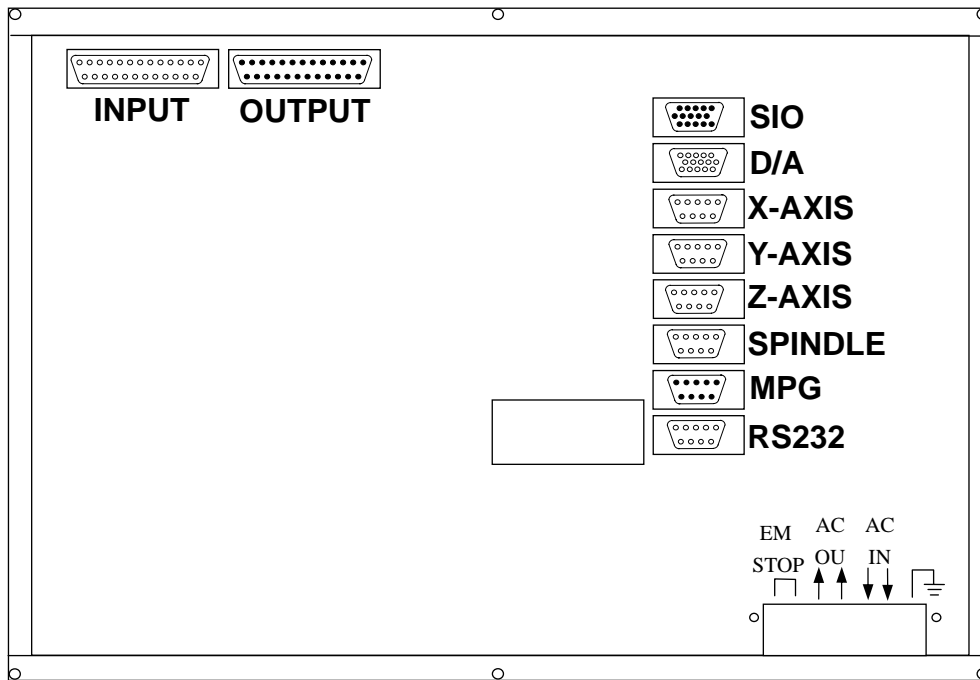 INPUT OUTPUT
SIO
D/A
X-AXIS
Y-AXIS
Z-AXIS
SPINDLE
MPG
RS232
EM AC AC
STOP OU IN